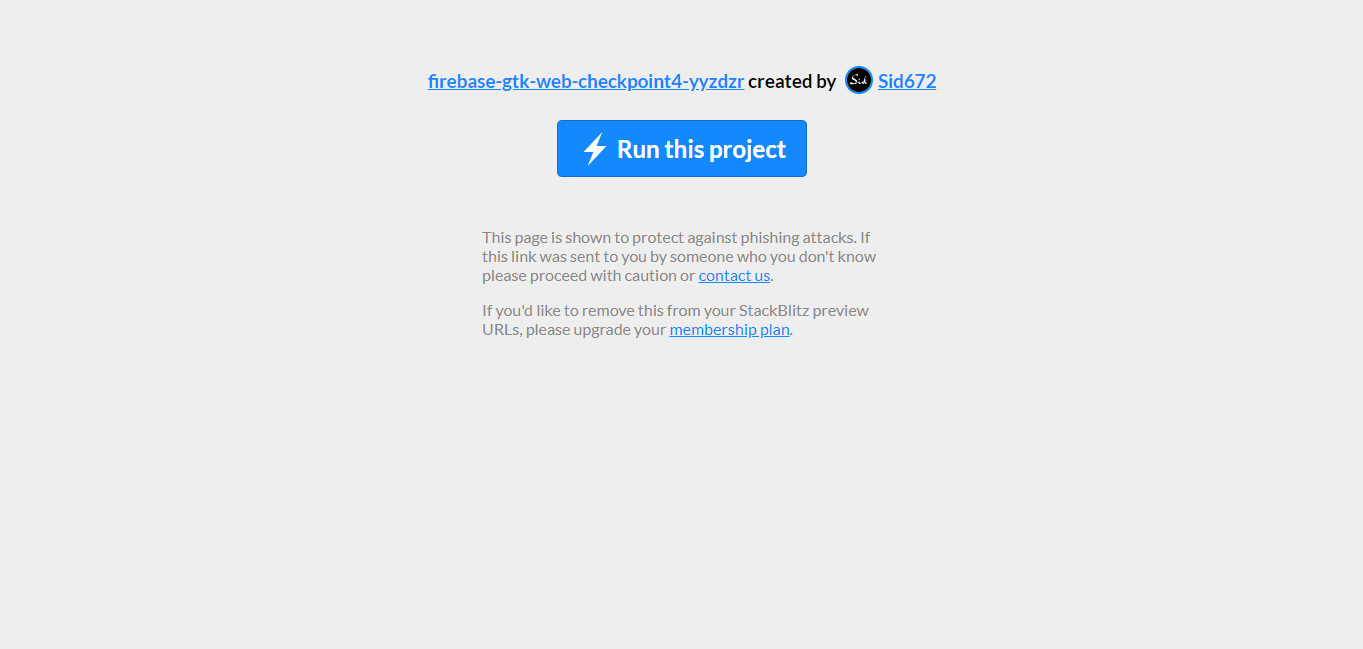 firebase-gtk-web-checkpoint4-yyzdzr created by Sid Sid672
Run this project
This page is shown to protect against phishing attacks. If
this link was sent to you by someone who you don't know
please proceed with caution or contact us.
If you'd like to remove this from your StackBlitz preview
URLs, please upgrade your membership plan.